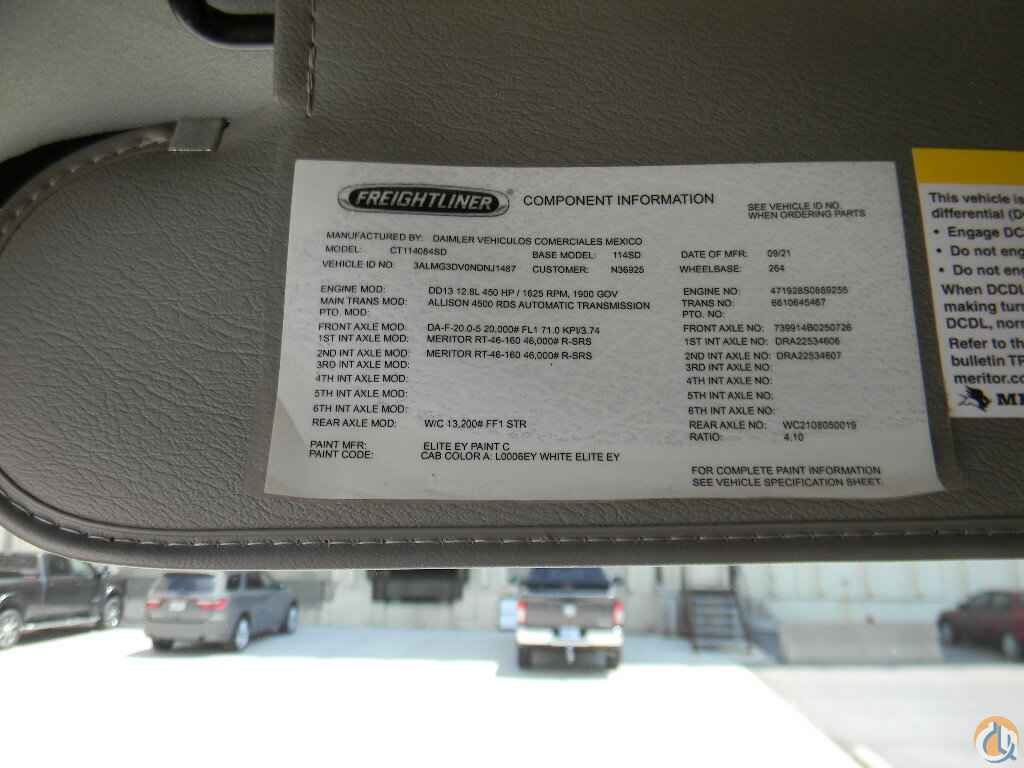 FREIGHTLINER ® COMPONENT INFORMATION
SEE VEHICLE ID NO.
WHEN ORDERING PARTS
MANUFACTURED BY: DAIMLER VEHICULOS COMERCIALES MEXICO
MODEL: CT114064SD BASE MODEL: 114SD DATE OF MFR: 09/21
VEHICLE ID NO: 3ALMG3DV0NDNJ1487 CUSTOMER: N36925 WHEELBASE: 264
ENGINE MOD: DD13 12.8L 450 HP / 1625 RPM, 1900 GOV ENGINE NO: 471928S0669255
MAIN TRANS MOD: ALLISON 4500 RDS AUTOMATIC TRANSMISSION TRANS NO: 6610645467
PTO. MOD: PTO. NO:
FRONT AXLE MOD: DA-F-20.0-5 20,000# FL1 71.0 KPI/3.74 FRONT AXLE NO: 739914B0250726
1ST INT AXLE MOD: MERITOR RT-46-160 46,000# R-SRS 1ST INT AXLE NO: DRA22534606
2ND INT AXLE MOD: MERITOR RT-46-160 46,000# R-SRS 2ND INT AXLE NO: DRA22534607
3RD INT AXLE MOD: 3RD INT AXLE NO:
4TH INT AXLE MOD: 4TH INT AXLE NO:
5TH INT AXLE MOD: 5TH INT AXLE NO:
6TH INT AXLE MOD: 6TH INT AXLE NO:
REAR AXLE MOD: W/C 13,200# FF1 STR REAR AXLE NO: WC2108050019
RATIO: 4.10
PAINT MFR: ELITE EY PAINT C
PAINT CODE: CAB COLOR A: L0006EY WHITE ELITE EY
FOR COMPLETE PAINT INFORMATION
SEE VEHICLE SPECIFICATION SHEET.
This vehicle is
differential (D
• Engage DC
• Do not eng
• Do not eng
When DCDL
making turn
DCDL, norm
Refer to th
bulletin TP
meritor.co